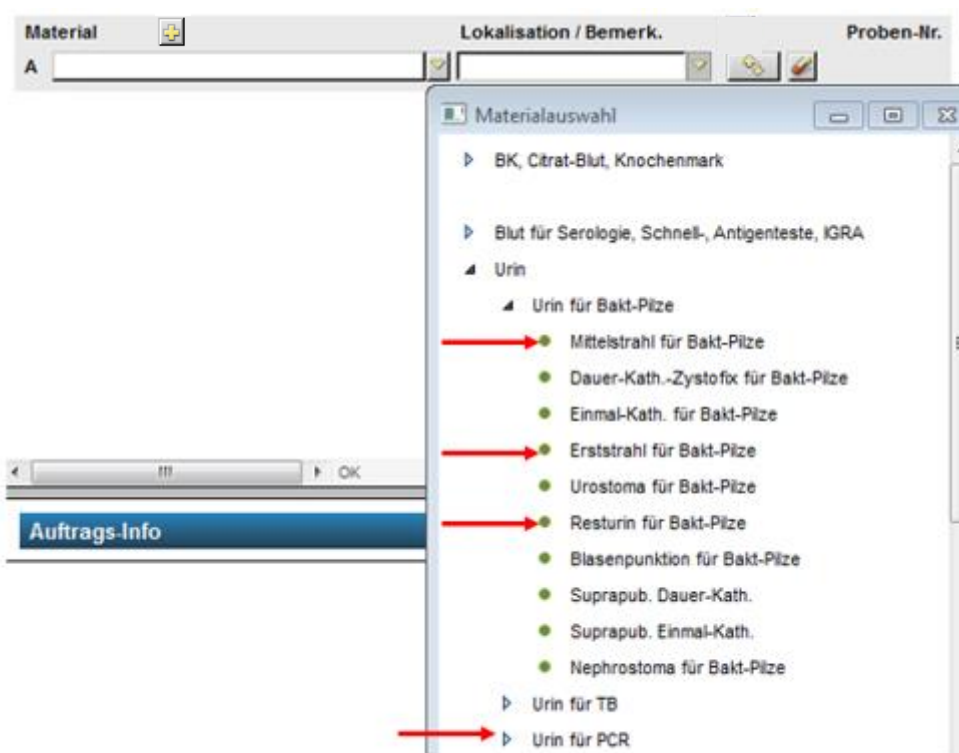 Material Lokalisation / Bemerk. Proben-Nr.
A
Materialauswahl
BK, Citrat-Blut, Knochenmark
Blut für Serologie, Schnell-, Antigenteste, IGRA
Urin
Urin für Bakt-Pilze
Mittelstrahl für Bakt-Pilze
Dauer-Kath.-Zystofix für Bakt-Pilze
Einmal-Kath. für Bakt-Pilze
Erststrahl für Bakt-Pilze
Urostoma für Bakt-Pilze
Resturin für Bakt-Pilze
Blasenpunktion für Bakt-Pilze
Suprapub. Dauer-Kath.
Suprapub. Einmal-Kath.
Nephrostoma für Bakt-Pilze
Urin für TB
Urin für PCR
OK
Auftrags-Info